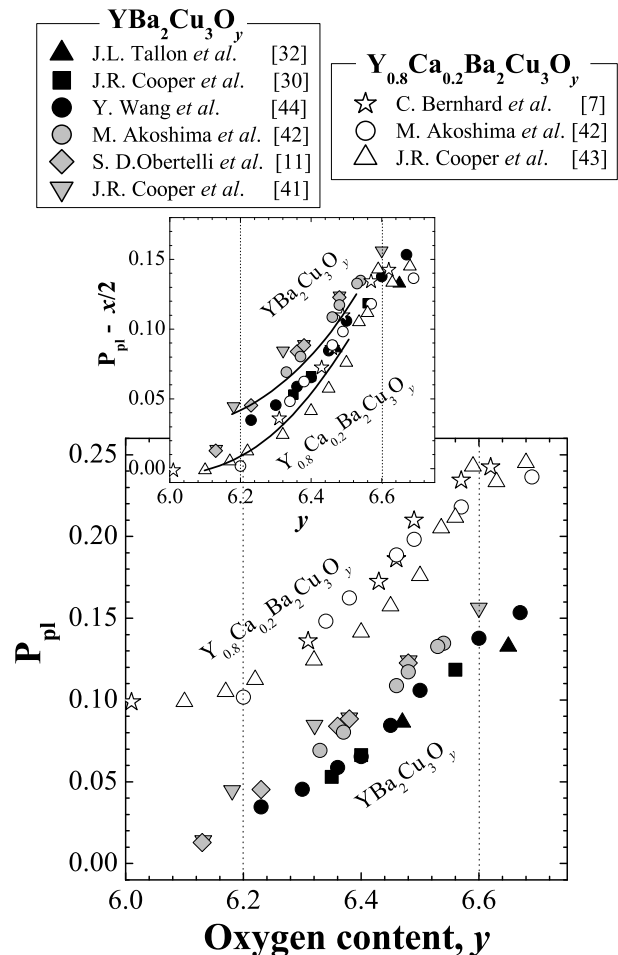 YBa2Cu3Oy
J.L. Tallon et al. [32]
J.R. Cooper et al. [30]
Y. Wang et al. [44]
M. Akoshima et al. [42]
S. D.Obertelli et al. [11]
J.R. Cooper et al. [41]
Y0.8Ca0.2Ba2Cu3Oy
C. Bernhard et al. [7]
M. Akoshima et al. [42]
J.R. Cooper et al. [43]
0.15
0.10
0.05
0.00
Ppl - x/2
YBa2Cu3Oy
Y0.8Ca0.2Ba2Cu3Oy
6.0 6.2 6.4 6.6
y
0.25
0.20
0.15
0.10
0.05
0.00
Ppl
Y0.8Ca0.2Ba2Cu3Oy
YBa2Cu3Oy
6.0 6.2 6.4 6.6
Oxygen content, y